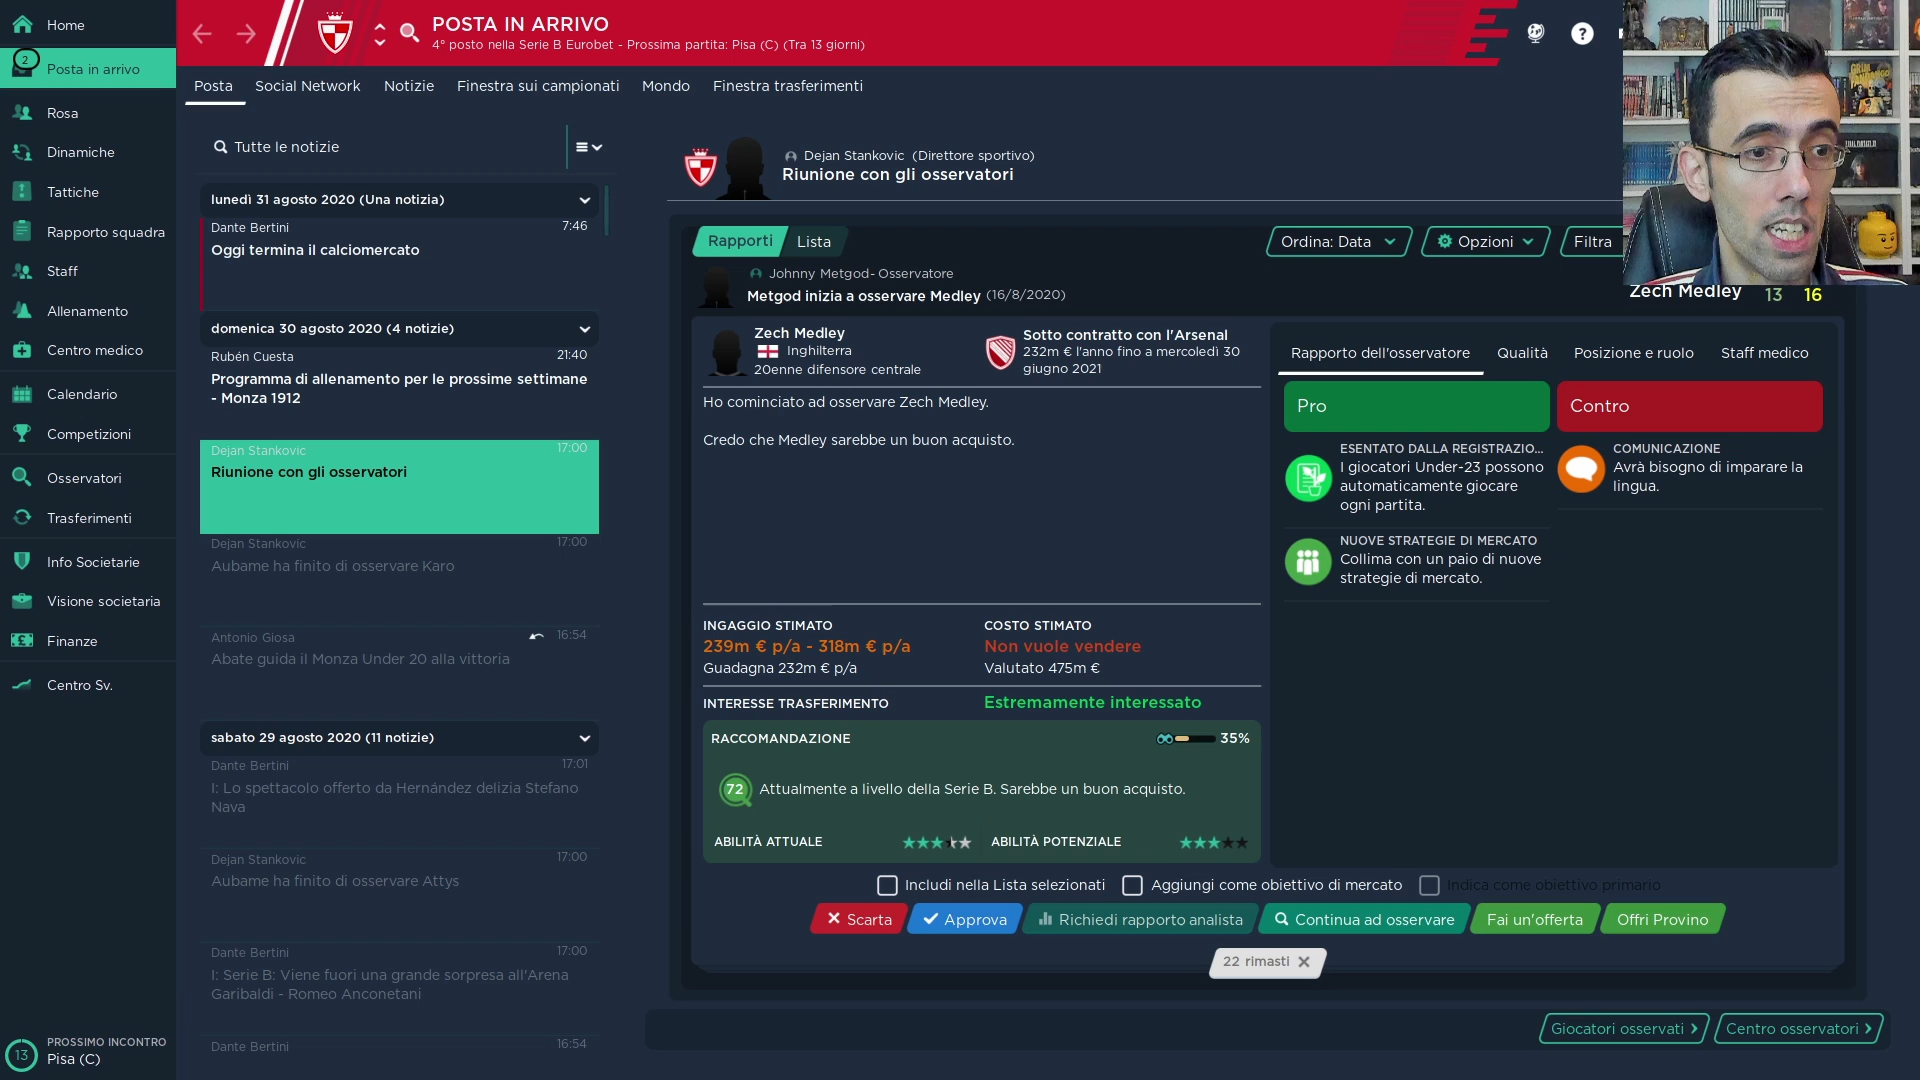 Home
2
Posta in arrivo
Rosa
Dinamiche
Tattiche
Rapporto squadra
Staff
Allenamento
Centro medico
Calendario
Competizioni
Osservatori
Trasferimenti
Info Societarie
Visione societaria
Finanze
Centro Sv.
13
PROSSIMO INCONTRO
Pisa (C)
POSTA IN ARRIVO
4° posto nella Serie B Eurobet - Prossima partita: Pisa (C) (Tra 13 giorni)
?
Posta
Social Network
Notizie
Finestra sui campionati
Mondo
Finestra trasferimenti
Tutte le notizie
lunedì 31 agosto 2020 (Una notizia)
Dante Bertini 7:46
Oggi termina il calciomercato
domenica 30 agosto 2020 (4 notizie)
Rubén Cuesta 21:40
Programma di allenamento per le prossime settimane
- Monza 1912
Dejan Stankovic 17:00
Riunione con gli osservatori
Dejan Stankovic 17:00
Aubame ha finito di osservare Karo
Antonio Giosa 16:54
Abate guida il Monza Under 20 alla vittoria
sabato 29 agosto 2020 (11 notizie)
Dante Bertini 17:01
I: Lo spettacolo offerto da Hernández delizia Stefano
Nava
Dejan Stankovic 17:00
Aubame ha finito di osservare Attys
Dante Bertini 17:00
I: Serie B: Viene fuori una grande sorpresa all'Arena
Garibaldi - Romeo Anconetani
Dante Bertini 16:54
Dejan Stankovic (Direttore sportivo)
Riunione con gli osservatori
Rapporti
Lista
Ordina: Data
Opzioni
Filtra
Johnny Metgod - Osservatore
Metgod inizia a osservare Medley (16/8/2020)
Zech Medley 13 16
Zech Medley
Inghilterra
20enne difensore centrale
Sotto contratto con l'Arsenal
232m € l'anno fino a mercoledì 30
giugno 2021
Ho cominciato ad osservare Zech Medley.
Credo che Medley sarebbe un buon acquisto.
INGAGGIO STIMATO
239m € p/a - 318m € p/a
Guadagna 232m € p/a
COSTO STIMATO
Non vuole vendere
Valutato 475m €
INTERESSE TRASFERIMENTO
Estremamente interessato
RACCOMANDAZIONE
35%
72
Attualmente a livello della Serie B. Sarebbe un buon acquisto.
ABILITÀ ATTUALE
ABILITÀ POTENZIALE
Rapporto dell'osservatore
Qualità
Posizione e ruolo
Staff medico
Pro
Contro
ESENTATO DALLA REGISTRAZIO...
I giocatori Under-23 possono
automaticamente giocare
ogni partita.
COMUNICAZIONE
Avrà bisogno di imparare la
lingua.
NUOVE STRATEGIE DI MERCATO
Collima con un paio di nuove
strategie di mercato.
Includi nella Lista selezionati
Aggiungi come obiettivo di mercato
Indica come obiettivo primario
Scarta
Approva
Richiedi rapporto analista
Continua ad osservare
Fai un'offerta
Offri Provino
22 rimasti
Giocatori osservati
Centro osservatori
GRIM
FANDANGO